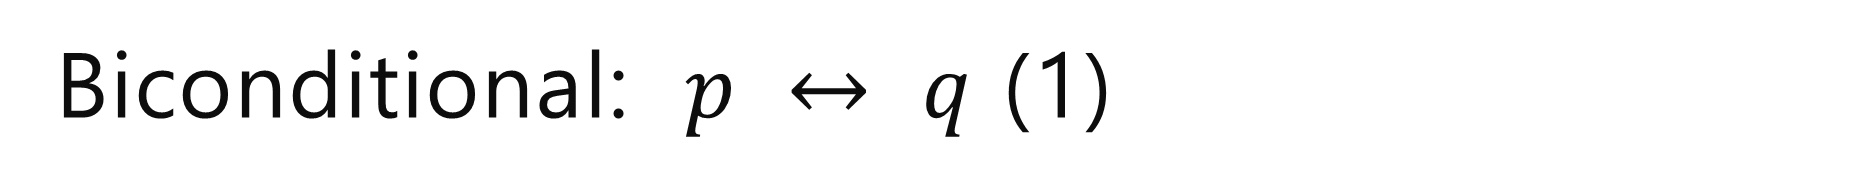 Biconditional: p ↔ q (1)